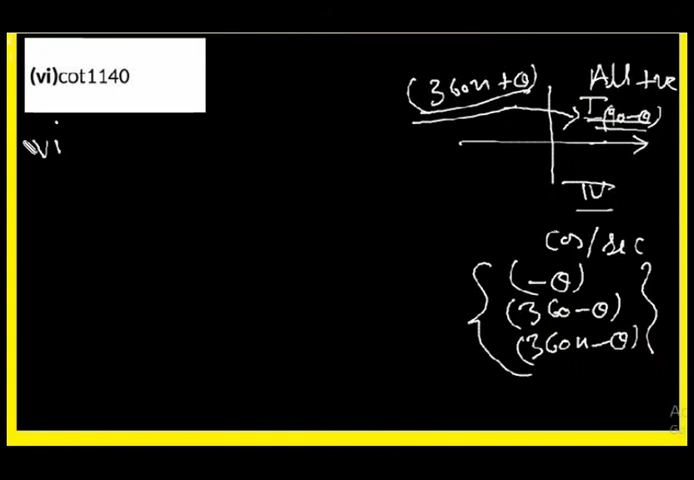 (vi)cot1140
vi
(360n+θ)
All +ve
I
(90-θ)
IV
cos/sec
(-θ)
(360-θ)
(360n-θ)